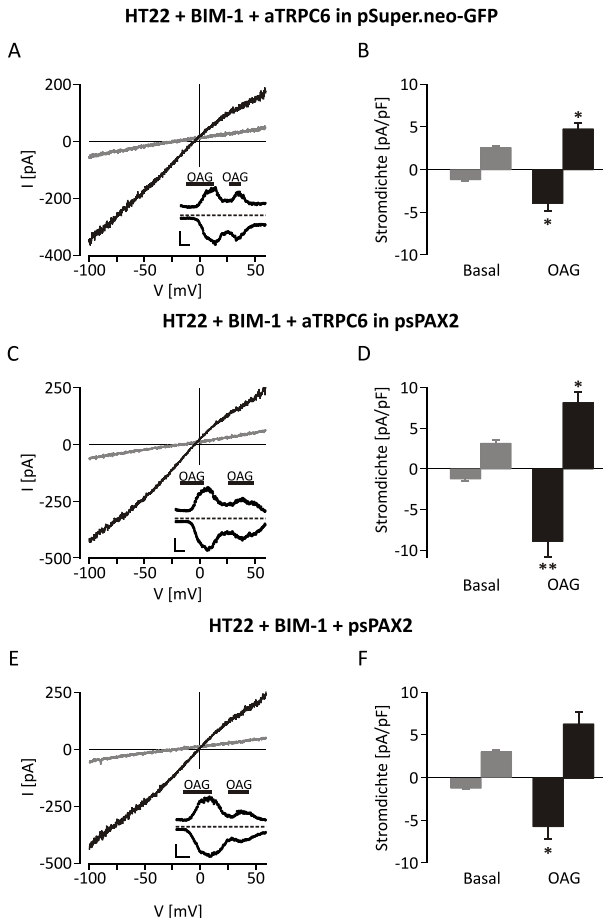 HT22 + BIM-1 + aTRPC6 in pSuper.neo-GFP
A
B
200
0
-200
-400
I [pA]
OAG OAG
-100 -50 0 50
V [mV]
10
5
0
-5
-10
Stromdichte [pA/pF]
*
*
Basal OAG
HT22 + BIM-1 + aTRPC6 in psPAX2
C
D
250
0
-250
-500
I [pA]
OAG OAG
-100 -50 0 50
V [mV]
10
5
0
-5
-10
Stromdichte [pA/pF]
*
**
Basal OAG
HT22 + BIM-1 + psPAX2
E
F
250
0
-250
-500
I [pA]
OAG OAG
-100 -50 0 50
V [mV]
10
5
0
-5
-10
Stromdichte [pA/pF]
*
Basal OAG